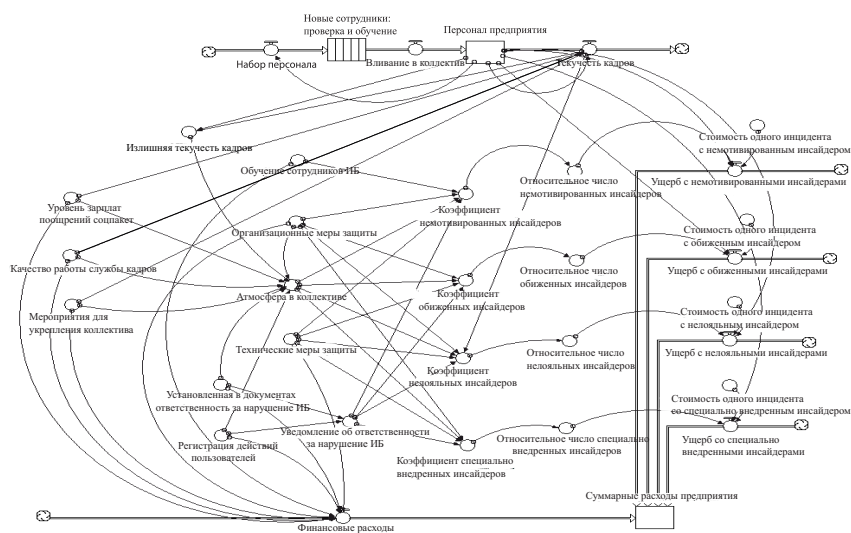 Новые сотрудники:
проверка и обучение
Персонал предприятия
Набор персонала
Вливание в коллектив
Текучесть кадров
Излишняя текучесть кадров
Стоимость одного инцидента
с немотивированным инсайдером
Обучение сотрудников ИБ
Относительное число
немотивированных инсайдеров
Ущерб с немотивированными инсайдерами
Уровень зарплат
поощрений соцпакет
Коэффициент
немотивированных инсайдеров
Организационные меры защиты
Стоимость одного инцидента
с обиженным инсайдером
Качество работы службы кадров
Относительное число
обиженных инсайдеров
Ущерб с обиженными инсайдерами
Атмосфера в коллективе
Коэффициент
обиженных инсайдеров
Мероприятия для
укрепления коллектива
Стоимость одного инцидента
с нелояльным инсайдером
Технические меры защиты
Относительное число
нелояльных инсайдеров
Ущерб с нелояльными инсайдерами
Коэффициент
нелояльных инсайдеров
Установленная в документах
ответственность за нарушение ИБ
Стоимость одного инцидента
со специально внедренным инсайдером
Уведомление об ответственности
за нарушение ИБ
Относительное число специально
внедренных инсайдеров
Ущерб со специально
внедренными инсайдерами
Регистрация действий
пользователей
Коэффициент специально
внедренных инсайдеров
Суммарные расходы предприятия
Финансовые расходы